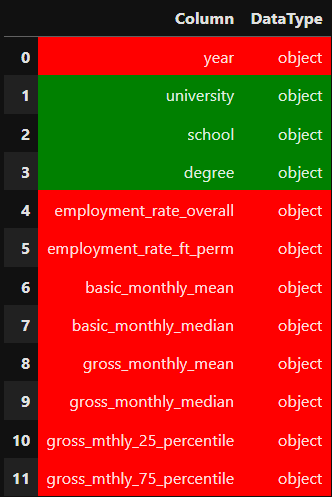 Column DataType
0 year object
1 university object
2 school object
3 degree object
4 employment_rate_overall object
5 employment_rate_ft_perm object
6 basic_monthly_mean object
7 basic_monthly_median object
8 gross_monthly_mean object
9 gross_monthly_median object
10 gross_mthly_25_percentile object
11 gross_mthly_75_percentile object